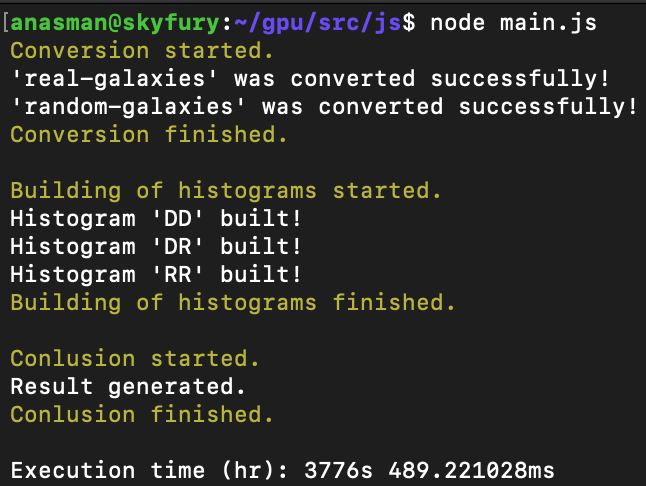 [anasman@skyfury:~/gpu/src/js$ node main.js
Conversion started.
'real-galaxies' was converted successfully!
'random-galaxies' was converted successfully!
Conversion finished.
Building of histograms started.
Histogram 'DD' built!
Histogram 'DR' built!
Histogram 'RR' built!
Building of histograms finished.
Conlusion started.
Result generated.
Conlusion finished.
Execution time (hr): 3776s 489.221028ms